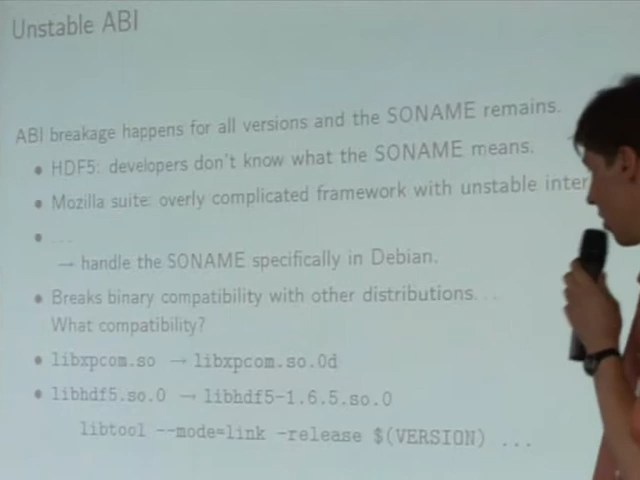 Unstable ABI
ABI breakage happens for all versions and the SONAME remains.
• HDF5: developers don't know what the SONAME means.
• Mozilla suite: overly complicated framework with unstable inter
• ...
→ handle the SONAME specifically in Debian.
• Breaks binary compatibility with other distributions...
What compatibility?
• libxpcom.so → libxpcom.so.0d
• libhdf5.so.0 → libhdf5-1.6.5.so.0
libtool --mode=link -release $(VERSION) ...